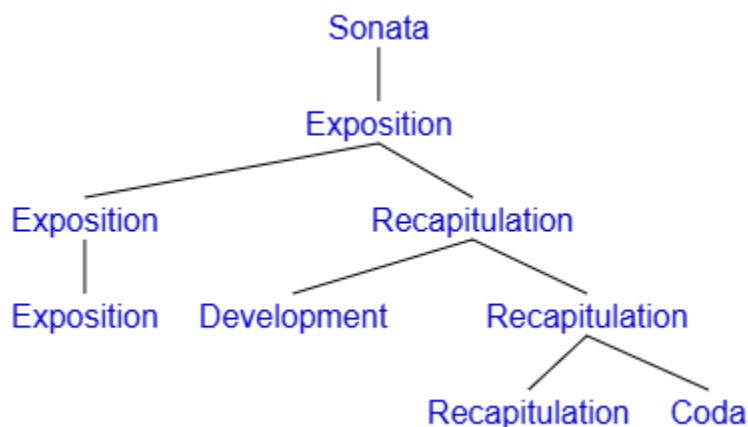 Sonata
Exposition
Exposition Recapitulation
Exposition Development Recapitulation
Recapitulation Coda